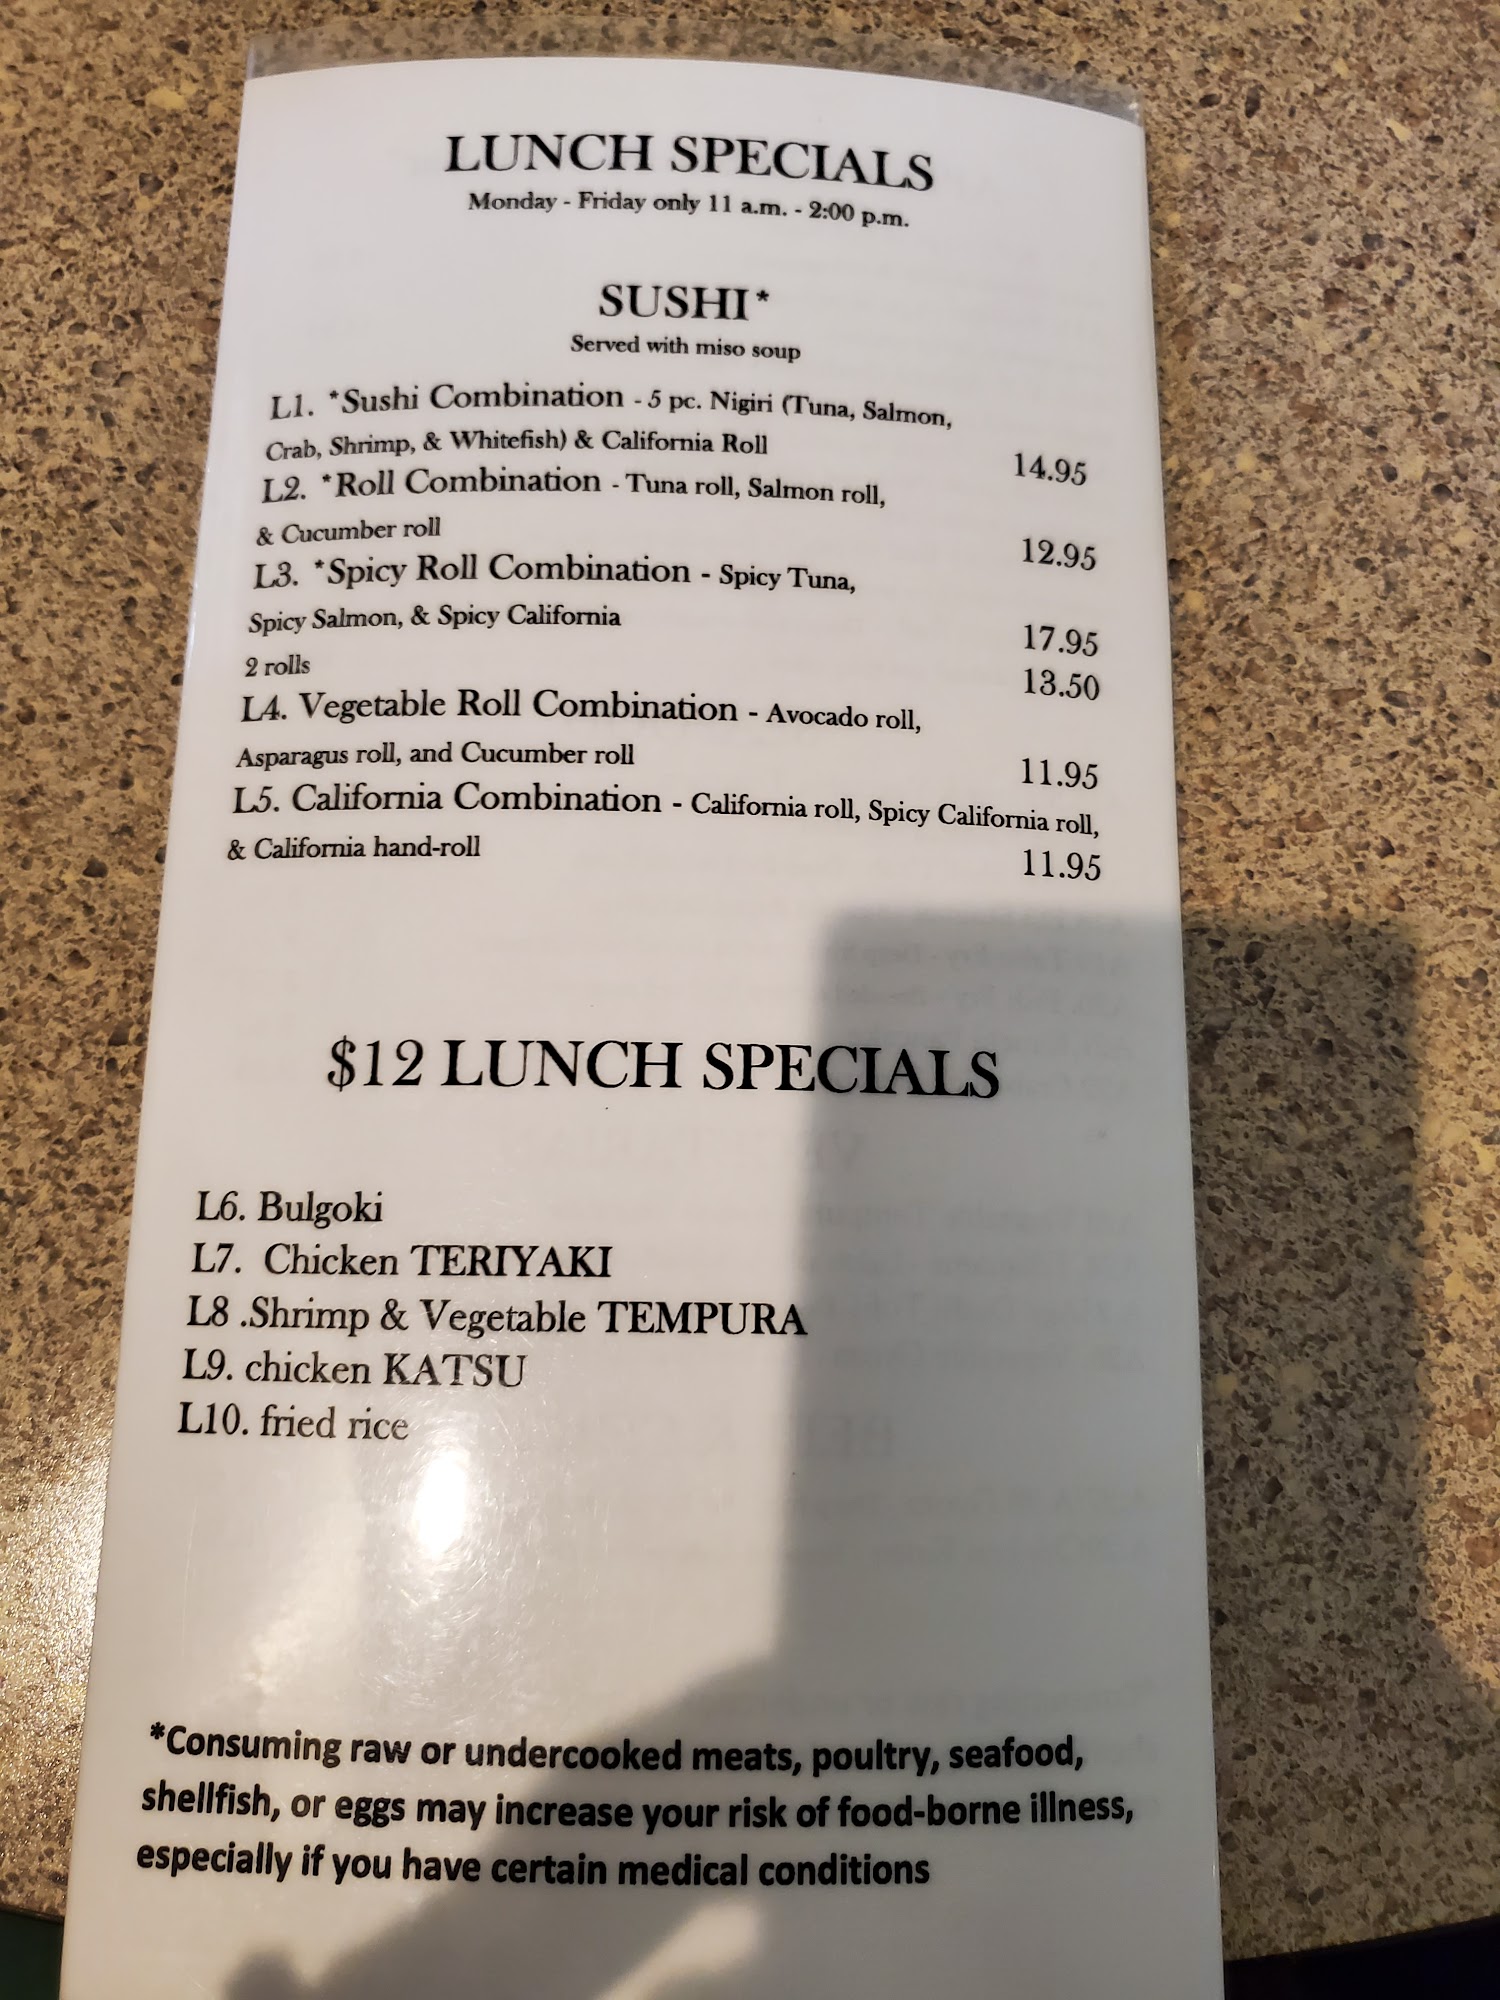 LUNCH SPECIALS
Monday - Friday only 11 a.m. - 2:00 p.m.
SUSHI*
Served with miso soup
L1. *Sushi Combination - 5 pc. Nigiri (Tuna, Salmon,
Crab, Shrimp, & Whitefish) & California Roll 14.95
L2. *Roll Combination - Tuna roll, Salmon roll,
& Cucumber roll 12.95
L3. *Spicy Roll Combination - Spicy Tuna,
Spicy Salmon, & Spicy California 17.95
2 rolls 13.50
L4. Vegetable Roll Combination - Avocado roll,
Asparagus roll, and Cucumber roll 11.95
L5. California Combination - California roll, Spicy California roll,
& California hand-roll 11.95
$12 LUNCH SPECIALS
L6. Bulgoki
L7. Chicken TERIYAKI
L8 .Shrimp & Vegetable TEMPURA
L9. chicken KATSU
L10. fried rice
*Consuming raw or undercooked meats, poultry, seafood,
shellfish, or eggs may increase your risk of food-borne illness,
especially if you have certain medical conditions